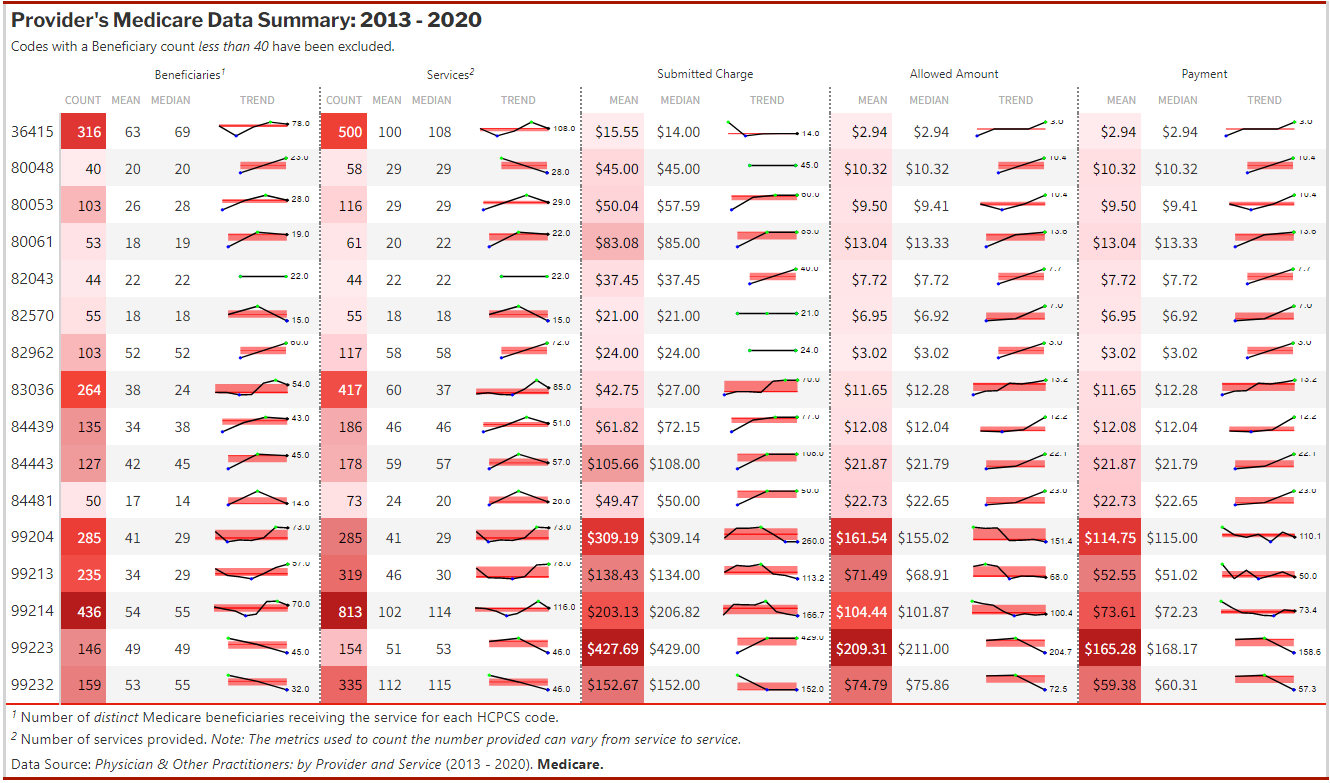 Provider's Medicare Data Summary: 2013 - 2020
Codes with a Beneficiary count less than 40 have been excluded.
Beneficiaries¹ Services² Submitted Charge Allowed Amount Payment
COUNT MEAN MEDIAN TREND COUNT MEAN MEDIAN TREND MEAN MEDIAN TREND MEAN MEDIAN TREND MEAN MEDIAN TREND
36415 316 63 69 78.0 500 100 108 108.0 $15.55 $14.00 14.0 $2.94 $2.94 3.0 $2.94 $2.94 3.0
80048 40 20 20 23.0 58 29 29 28.0 $45.00 $45.00 45.0 $10.32 $10.32 10.4 $10.32 $10.32 10.4
80053 103 26 28 28.0 116 29 29 29.0 $50.04 $57.59 60.0 $9.50 $9.41 10.4 $9.50 $9.41 10.4
80061 53 18 19 19.0 61 20 22 22.0 $83.08 $85.00 85.0 $13.04 $13.33 13.6 $13.04 $13.33 13.6
82043 44 22 22 22.0 44 22 22 22.0 $37.45 $37.45 40.0 $7.72 $7.72 7.7 $7.72 $7.72 7.7
82570 55 18 18 15.0 55 18 18 15.0 $21.00 $21.00 21.0 $6.95 $6.92 7.0 $6.95 $6.92 7.0
82962 103 52 52 60.0 117 58 58 72.0 $24.00 $24.00 24.0 $3.02 $3.02 3.0 $3.02 $3.02 3.0
83036 264 38 24 54.0 417 60 37 85.0 $42.75 $27.00 70.0 $11.65 $12.28 13.2 $11.65 $12.28 13.2
84439 135 34 38 43.0 186 46 46 51.0 $61.82 $72.15 77.0 $12.08 $12.04 12.2 $12.08 $12.04 12.2
84443 127 42 45 45.0 178 59 57 57.0 $105.66 $108.00 108.0 $21.87 $21.79 22.1 $21.87 $21.79 22.1
84481 50 17 14 14.0 73 24 20 20.0 $49.47 $50.00 50.0 $22.73 $22.65 23.0 $22.73 $22.65 23.0
99204 285 41 29 73.0 285 41 29 73.0 $309.19 $309.14 260.0 $161.54 $155.02 151.4 $114.75 $115.00 110.1
99213 235 34 29 57.0 319 46 30 78.0 $138.43 $134.00 113.2 $71.49 $68.91 68.0 $52.55 $51.02 50.0
99214 436 54 55 70.0 813 102 114 116.0 $203.13 $206.82 166.7 $104.44 $101.87 100.4 $73.61 $72.23 73.4
99223 146 49 49 45.0 154 51 53 46.0 $427.69 $429.00 429.0 $209.31 $211.00 204.7 $165.28 $168.17 158.6
99232 159 53 55 32.0 335 112 115 46.0 $152.67 $152.00 152.0 $74.79 $75.86 72.5 $59.38 $60.31 57.3
¹ Number of distinct Medicare beneficiaries receiving the service for each HCPCS code.
² Number of services provided. Note: The metrics used to count the number provided can vary from service to service.
Data Source: Physician & Other Practitioners: by Provider and Service (2013 - 2020). Medicare.